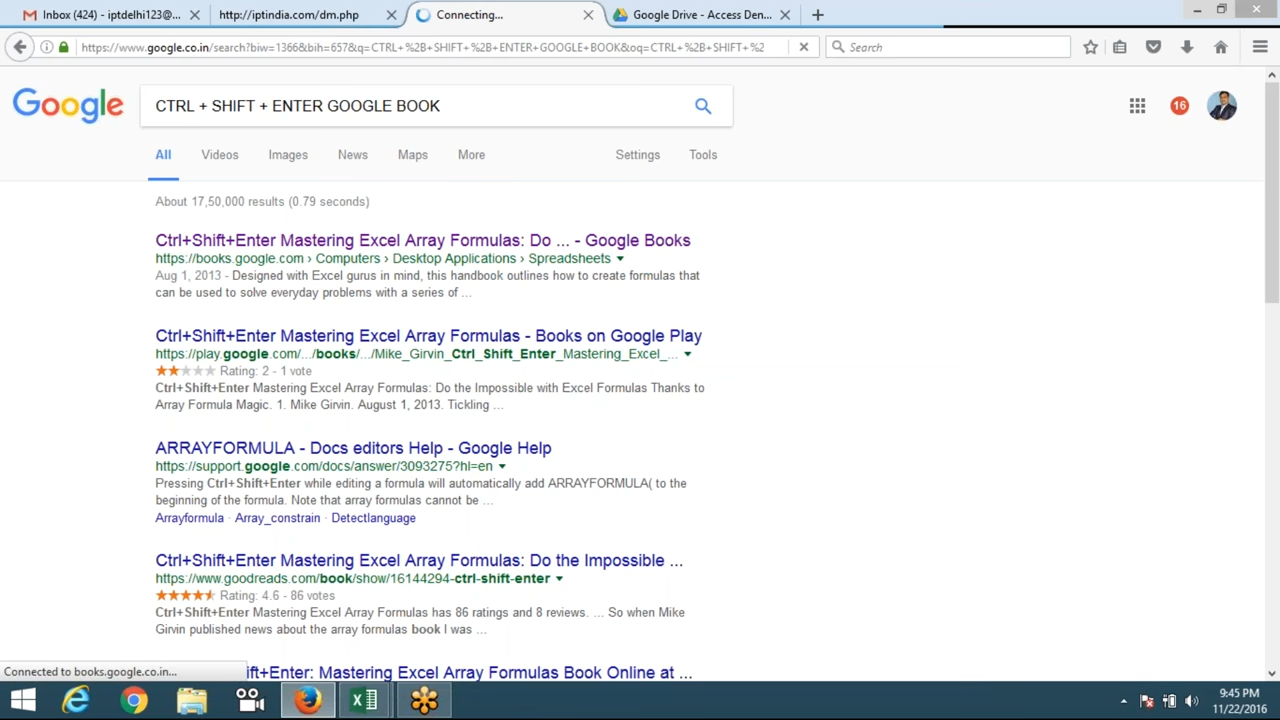 Inbox (424) - iptdelhi123@...
http://iptindia.com/dm.php
Connecting...
Google Drive - Access Den...
https://www.google.co.in/search?biw=1366&bih=657&q=CTRL+%2B+SHIFT+%2B+ENTER+GOOGLE+BOOK&oq=CTRL+%2B+SHIFT+%2
Search
Google
CTRL + SHIFT + ENTER GOOGLE BOOK
16
All
Videos
Images
News
Maps
More
Settings
Tools
About 17,50,000 results (0.79 seconds)
Ctrl+Shift+Enter Mastering Excel Array Formulas: Do ... - Google Books
https://books.google.com › Computers › Desktop Applications › Spreadsheets
Aug 1, 2013 - Designed with Excel gurus in mind, this handbook outlines how to create formulas that
can be used to solve everyday problems with a series of ...
Ctrl+Shift+Enter Mastering Excel Array Formulas - Books on Google Play
https://play.google.com/.../books/.../Mike_Girvin_Ctrl_Shift_Enter_Mastering_Excel_...
Rating: 2 - 1 vote
Ctrl+Shift+Enter Mastering Excel Array Formulas: Do the Impossible with Excel Formulas Thanks to
Array Formula Magic. 1. Mike Girvin. August 1, 2013. Tickling ...
ARRAYFORMULA - Docs editors Help - Google Help
https://support.google.com/docs/answer/3093275?hl=en
Pressing Ctrl+Shift+Enter while editing a formula will automatically add ARRAYFORMULA( to the
beginning of the formula. Note that array formulas cannot be ...
Arrayformula · Array_constrain · Detectlanguage
Ctrl+Shift+Enter Mastering Excel Array Formulas: Do the Impossible ...
https://www.goodreads.com/book/show/16144294-ctrl-shift-enter
Rating: 4.6 - 86 votes
Ctrl+Shift+Enter Mastering Excel Array Formulas has 86 ratings and 8 reviews. ... So when Mike
Girvin published news about the array formulas book I was ...
Connected to books.google.co.in...
ift+Enter: Mastering Excel Array Formulas Book Online at ...
9:45 PM
11/22/2016